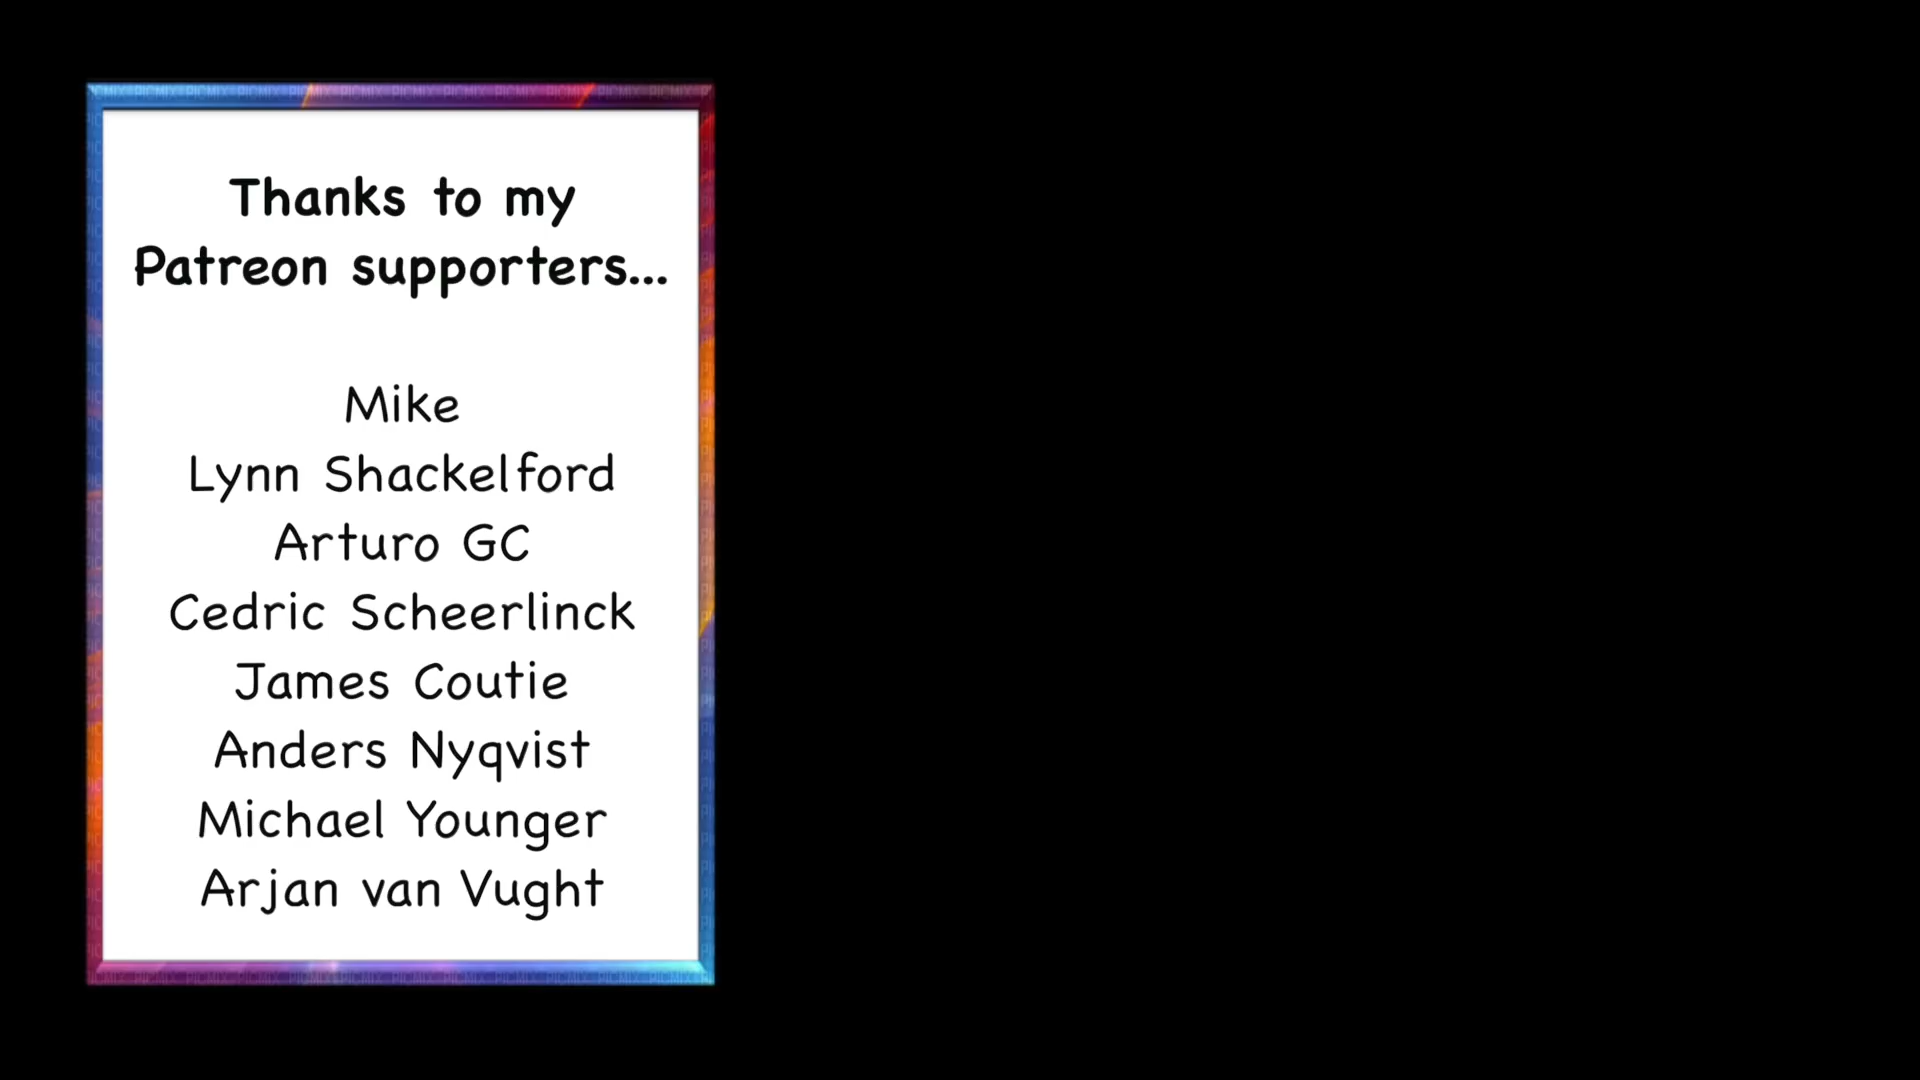 Thanks to my
Patreon supporters...
Mike
Lynn Shackelford
Arturo GC
Cedric Scheerlinck
James Coutie
Anders Nyqvist
Michael Younger
Arjan van Vught